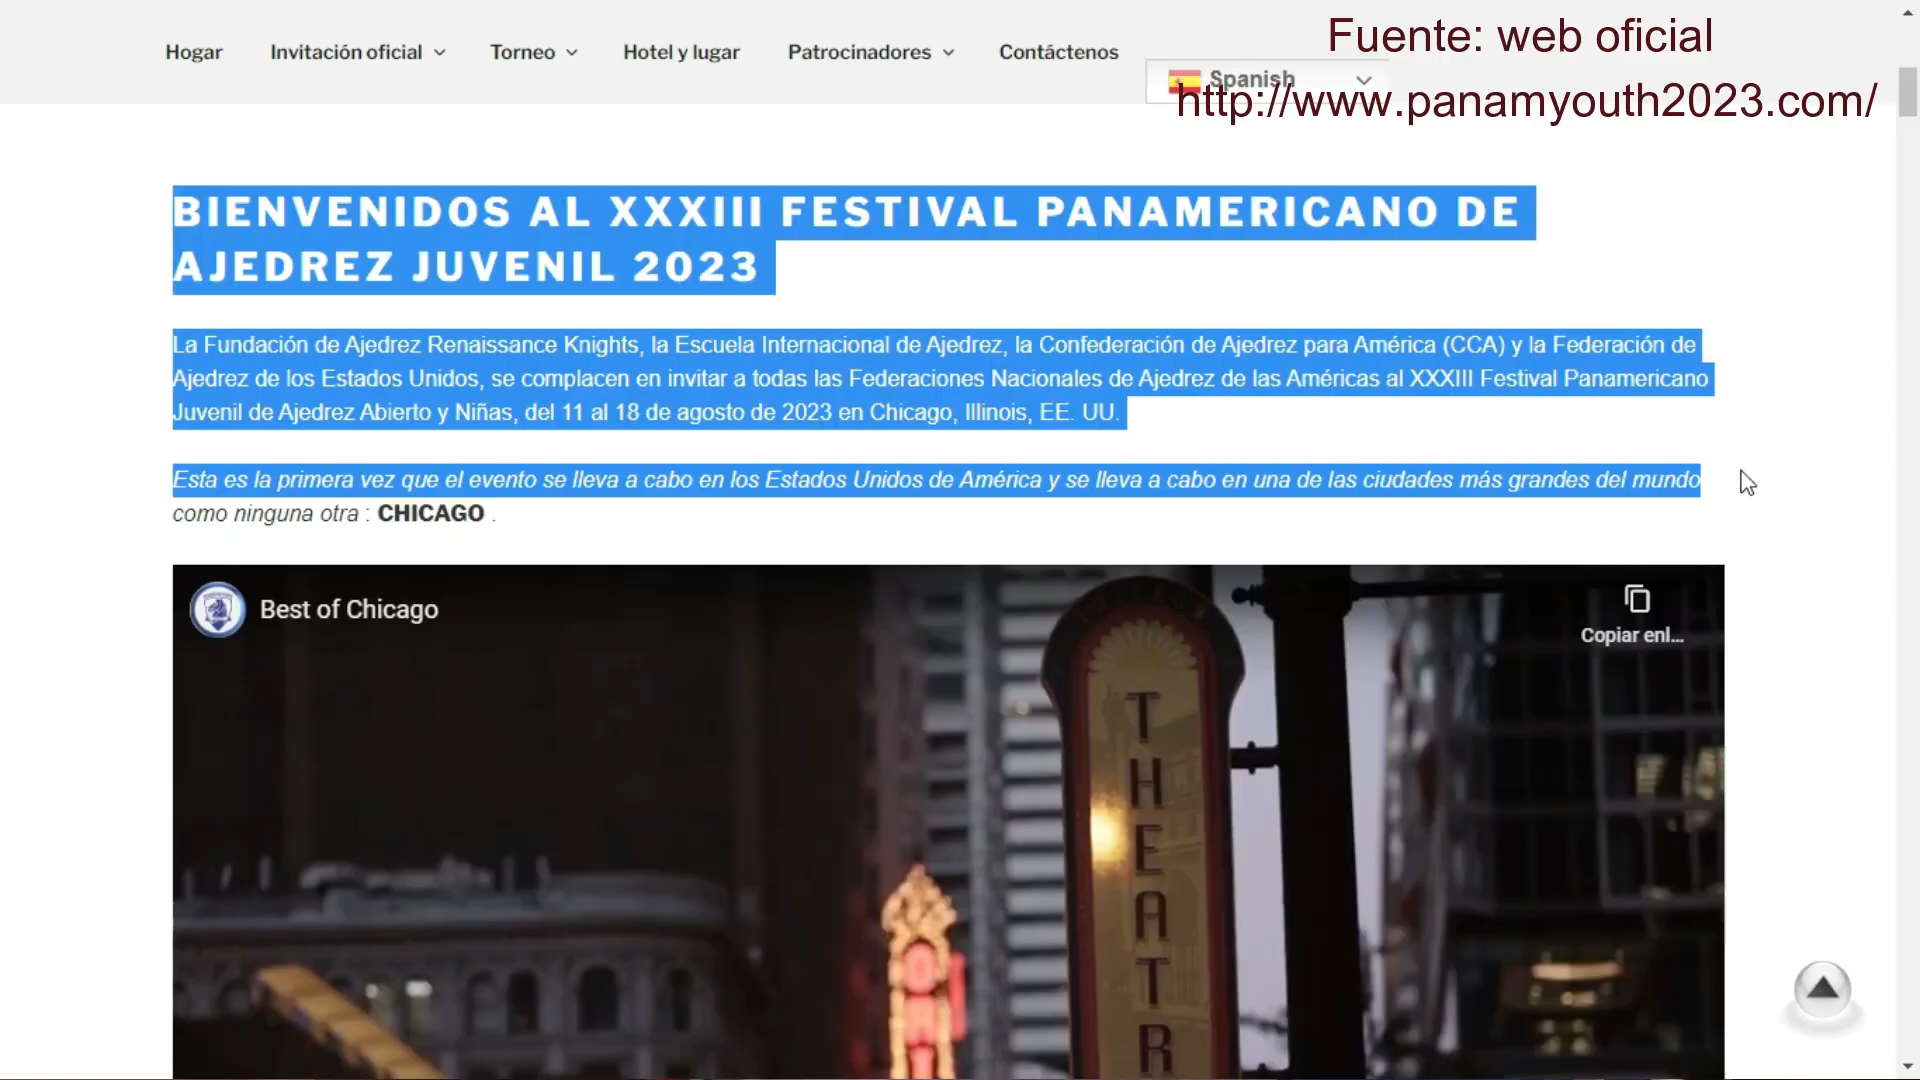 Fuente: web oficial
Hogar Invitación oficial Torneo Hotel y lugar Patrocinadores Contáctenos
Spanish
http://www.panamyouth2023.com/
BIENVENIDOS AL XXXIII FESTIVAL PANAMERICANO DE
AJEDREZ JUVENIL 2023
La Fundación de Ajedrez Renaissance Knights, la Escuela Internacional de Ajedrez, la Confederación de Ajedrez para América (CCA) y la Federación de
Ajedrez de los Estados Unidos, se complacen en invitar a todas las Federaciones Nacionales de Ajedrez de las Américas al XXXIII Festival Panamericano
Juvenil de Ajedrez Abierto y Niñas, del 11 al 18 de agosto de 2023 en Chicago, Illinois, EE. UU.
Esta es la primera vez que el evento se lleva a cabo en los Estados Unidos de América y se lleva a cabo en una de las ciudades más grandes del mundo
como ninguna otra : CHICAGO .
Best of Chicago
Copiar enl...
THEATR